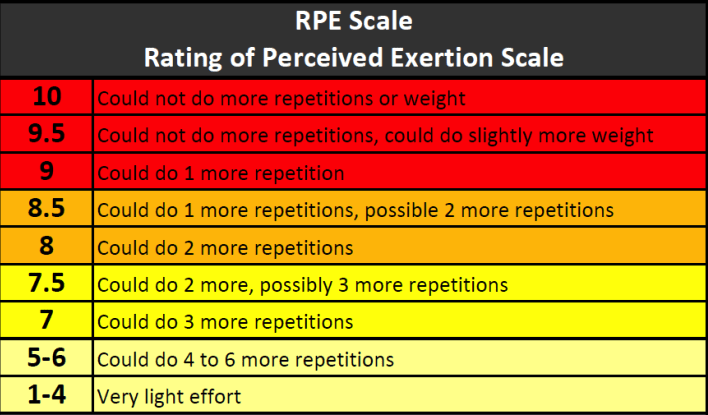 RPE Scale
Rating of Perceived Exertion Scale
10 Could not do more repetitions or weight
9.5 Could not do more repetitions, could do slightly more weight
9 Could do 1 more repetition
8.5 Could do 1 more repetitions, possible 2 more repetitions
8 Could do 2 more repetitions
7.5 Could do 2 more, possibly 3 more repetitions
7 Could do 3 more repetitions
5-6 Could do 4 to 6 more repetitions
1-4 Very light effort